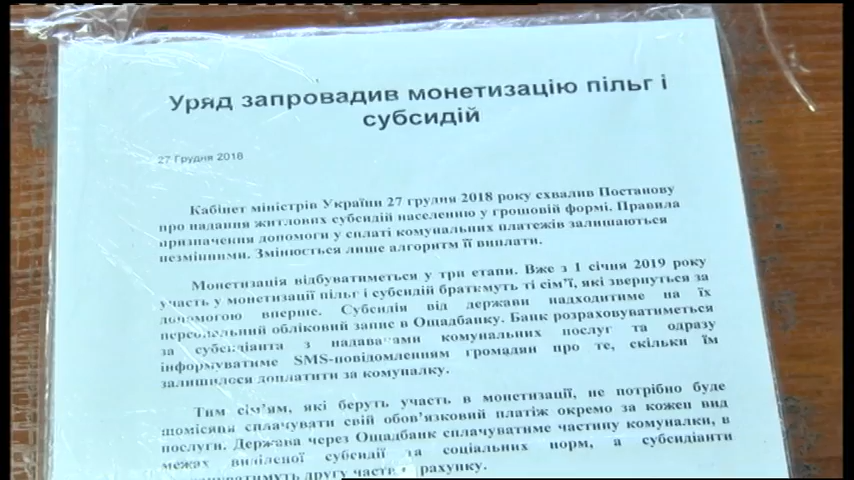 Уряд запровадив монетизацію пільг і
субсидій
27 Грудня 2018
Кабінет міністрів України 27 грудня 2018 року схвалив Постанову
про надання житлових субсидій населенню у грошовій формі. Правила
призначення допомоги у сплаті комунальних платежів залишаються
незмінними. Змінюється лише алгоритм її виплати.
Монетизація відбуватиметься у три етапи. Вже з 1 січня 2019 року
участь у монетизації пільг і субсидій братимуть ті сім'ї, які звернуться за
допомогою вперше. Субсидія від держави надходитиме на їх
персональний обліковий запис в Ощадбанку. Банк розраховуватиметься
за субсидіанта з надавачами комунальних послуг та одразу
інформуватиме SMS-повідомленням громадян про те, скільки їм
залишилося доплатити за комуналку.
Тим сім'ям, які беруть участь в монетизації, не потрібно буде
щомісяця сплачувати свій обов'язковий платіж окремо за кожен вид
послуги. Держава через Ощадбанк сплачуватиме частину комуналки, в
межах виділеної субсидії та соціальних норм, а субсидіанти
другу рахунку.